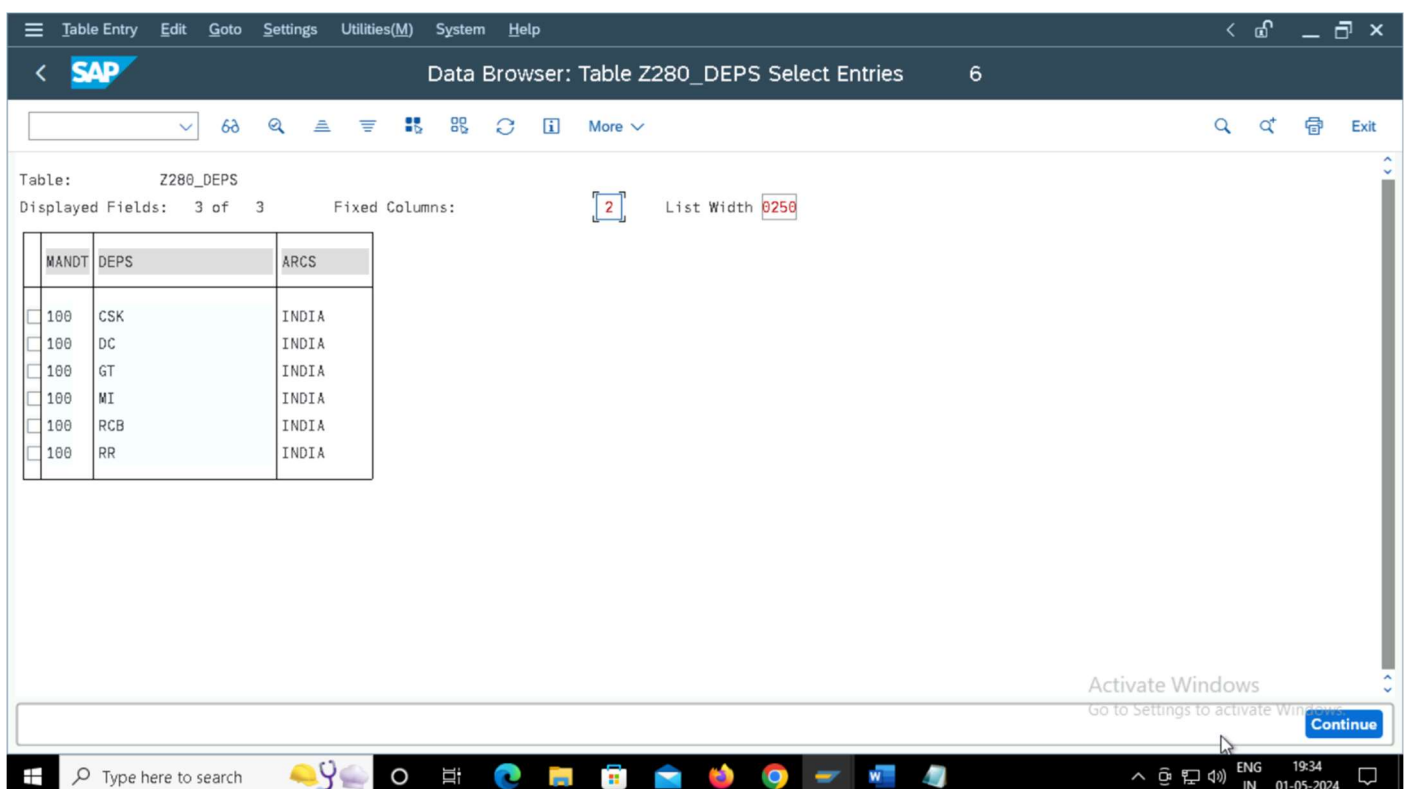 Table Entry Edit Goto Settings Utilities(M) System Help
SAP Data Browser: Table Z280_DEPS Select Entries 6
More Exit
Table: Z280_DEPS
Displayed Fields: 3 of 3 Fixed Columns: 2 List Width 0250
MANDT DEPS ARCS
100 CSK INDIA
100 DC INDIA
100 GT INDIA
100 MI INDIA
100 RCB INDIA
100 RR INDIA
Activate Windows
Go to Settings to activate Windows.
Continue
Type here to search
ENG 19:34
IN 01-05-2024